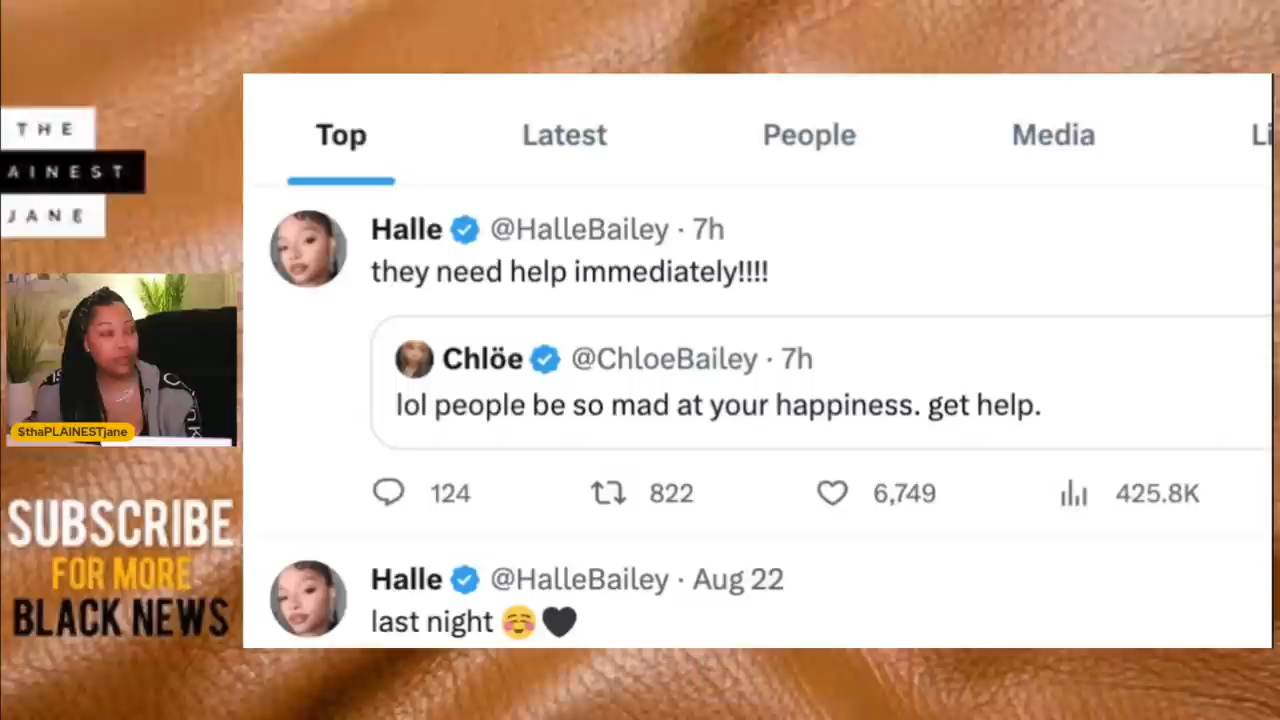 THE
AINEST
JANE
$thaPLAINESTjane
SUBSCRIBE
FOR MORE
BLACK NEWS
Top Latest People Media Li
Halle @HalleBailey · 7h
they need help immediately!!!!
Chlöe @ChloeBailey · 7h
lol people be so mad at your happiness. get help.
124 822 6,749 425.8K
Halle @HalleBailey · Aug 22
last night ☺️🖤